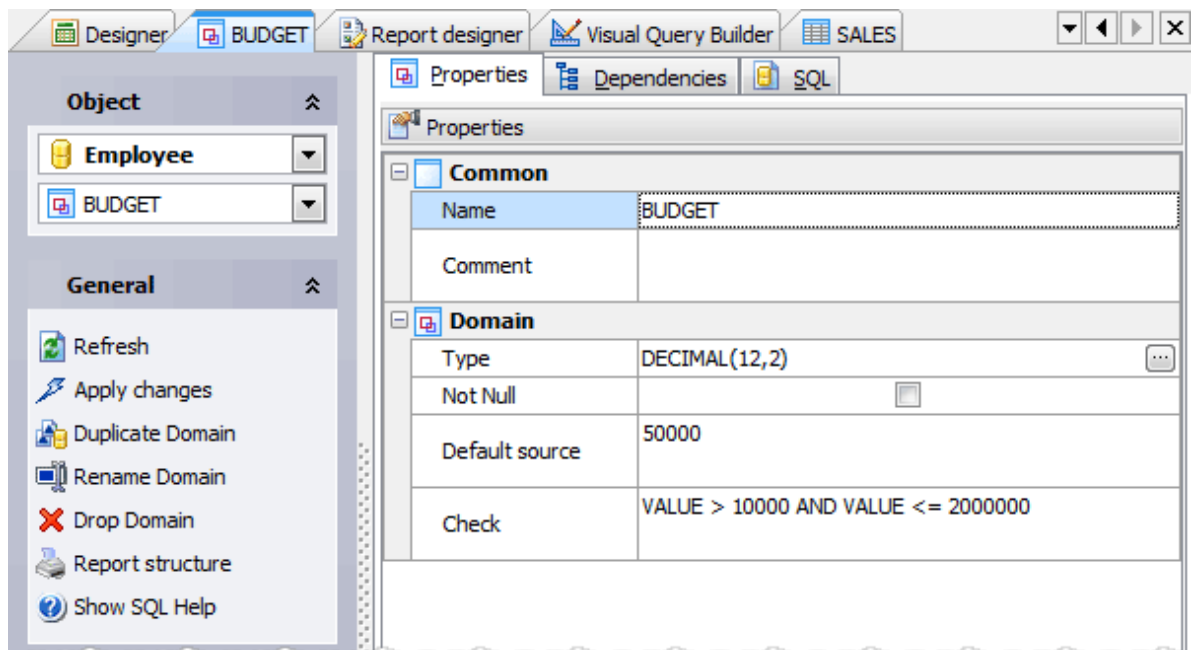 Designer BUDGET Report designer Visual Query Builder SALES
Object
Employee
BUDGET
General
Refresh
Apply changes
Duplicate Domain
Rename Domain
Drop Domain
Report structure
Show SQL Help
Properties Dependencies SQL
Properties
Common
Name BUDGET
Comment
Domain
Type DECIMAL(12,2) ...
Not Null
Default source 50000
Check VALUE > 10000 AND VALUE <= 2000000